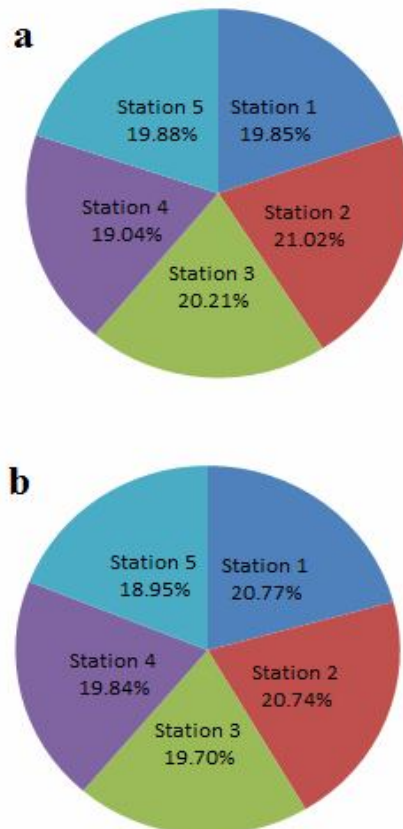 a
Station 5
19.88%
Station 1
19.85%
Station 4
19.04%
Station 2
21.02%
Station 3
20.21%
b
Station 5
18.95%
Station 1
20.77%
Station 4
19.84%
Station 2
20.74%
Station 3
19.70%